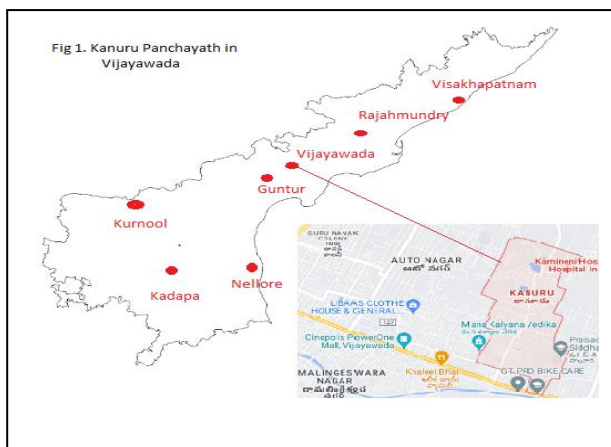 Fig 1. Kanuru Panchayath in
Vijayawada
Visakhapatnam
Rajahmundry
Vijayawada
Guntur
Kurnool
Kadapa
Nellore
GURU NANAK
COLONY
AUTO NAGAR
ఆటో నగర్
Kamineni Hos
Hospital in
KANURU
కానూరు
LIBAAS CLOTHE
HOUSE & GENERAL...
127
Mana Kalyana Vedika
Cinepolis PowerOne
Mall, Vijayawada
Prasad
Siddha
T1
Khaleel Bhai
MALINGESWARA
NAGAR
GT PRO BIKE CARE